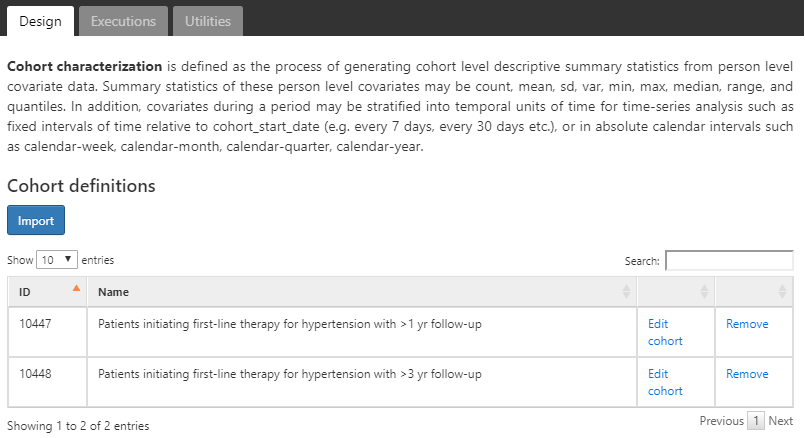 Design Executions Utilities
Cohort characterization is defined as the process of generating cohort level descriptive summary statistics from person level
covariate data. Summary statistics of these person level covariates may be count, mean, sd, var, min, max, median, range, and
quantiles. In addition, covariates during a period may be stratified into temporal units of time for time-series analysis such as
fixed intervals of time relative to cohort_start_date (e.g. every 7 days, every 30 days etc.), or in absolute calendar intervals such
as calendar-week, calendar-month, calendar-quarter, calendar-year.
Cohort definitions
Import
Show 10 entries Search:
ID Name
10447 Patients initiating first-line therapy for hypertension with >1 yr follow-up Edit Remove
cohort
10448 Patients initiating first-line therapy for hypertension with >3 yr follow-up Edit Remove
cohort
Showing 1 to 2 of 2 entries Previous 1 Next